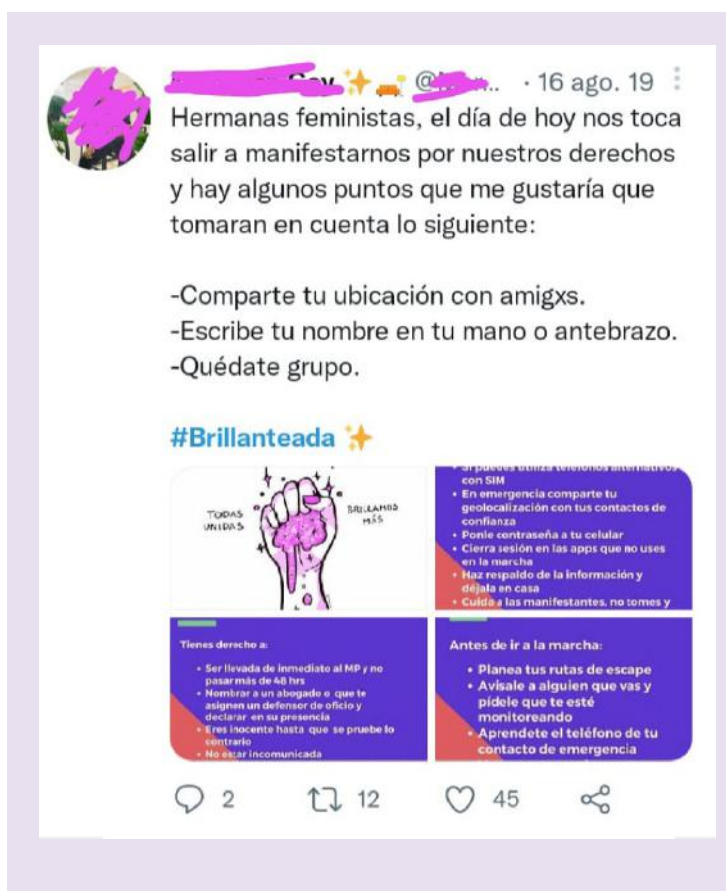 · 16 ago. 19
Hermanas feministas, el día de hoy nos toca
salir a manifestarnos por nuestros derechos
y hay algunos puntos que me gustaría que
tomaran en cuenta lo siguiente:
-Comparte tu ubicación con amigxs.
-Escribe tu nombre en tu mano o antebrazo.
-Quédate grupo.
#Brillanteada
TODAS
UNIDAS
BRILLAMOS
MÁS
• Si puedes utiliza teléfonos alternativos
con SIM
• En emergencia comparte tu
geolocalización con tus contactos de
confianza
• Ponle contraseña a tu celular
• Cierra sesión en las apps que no uses
en la marcha
• Haz respaldo de la información y
déjala en casa
• Cuida a las manifestantes, no tomes y
Tienes derecho a:
• Ser llevada de inmediato al MP y no
pasar más de 48 hrs
• Nombrar a un abogado o que te
asignen un defensor de oficio y
declarar en su presencia
• Eres inocente hasta que se pruebe lo
contrario
• No estar incomunicada
Antes de ir a la marcha:
• Planea tus rutas de escape
• Avisale a alguien que vas y
pídele que te esté
monitoreando
• Aprendete el teléfono de tu
contacto de emergencia
2 12 45